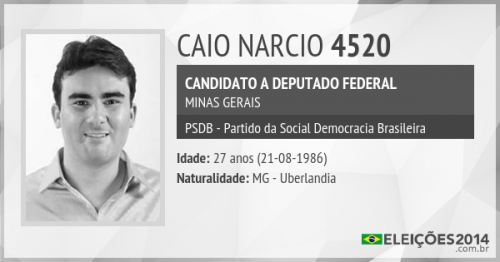 CAIO NARCIO 4520
CANDIDATO A DEPUTADO FEDERAL
MINAS GERAIS
PSDB - Partido da Social Democracia Brasileira
Idade: 27 anos (21-08-1986)
Naturalidade: MG - Uberlandia
ELEIÇÕES2014
.com.br